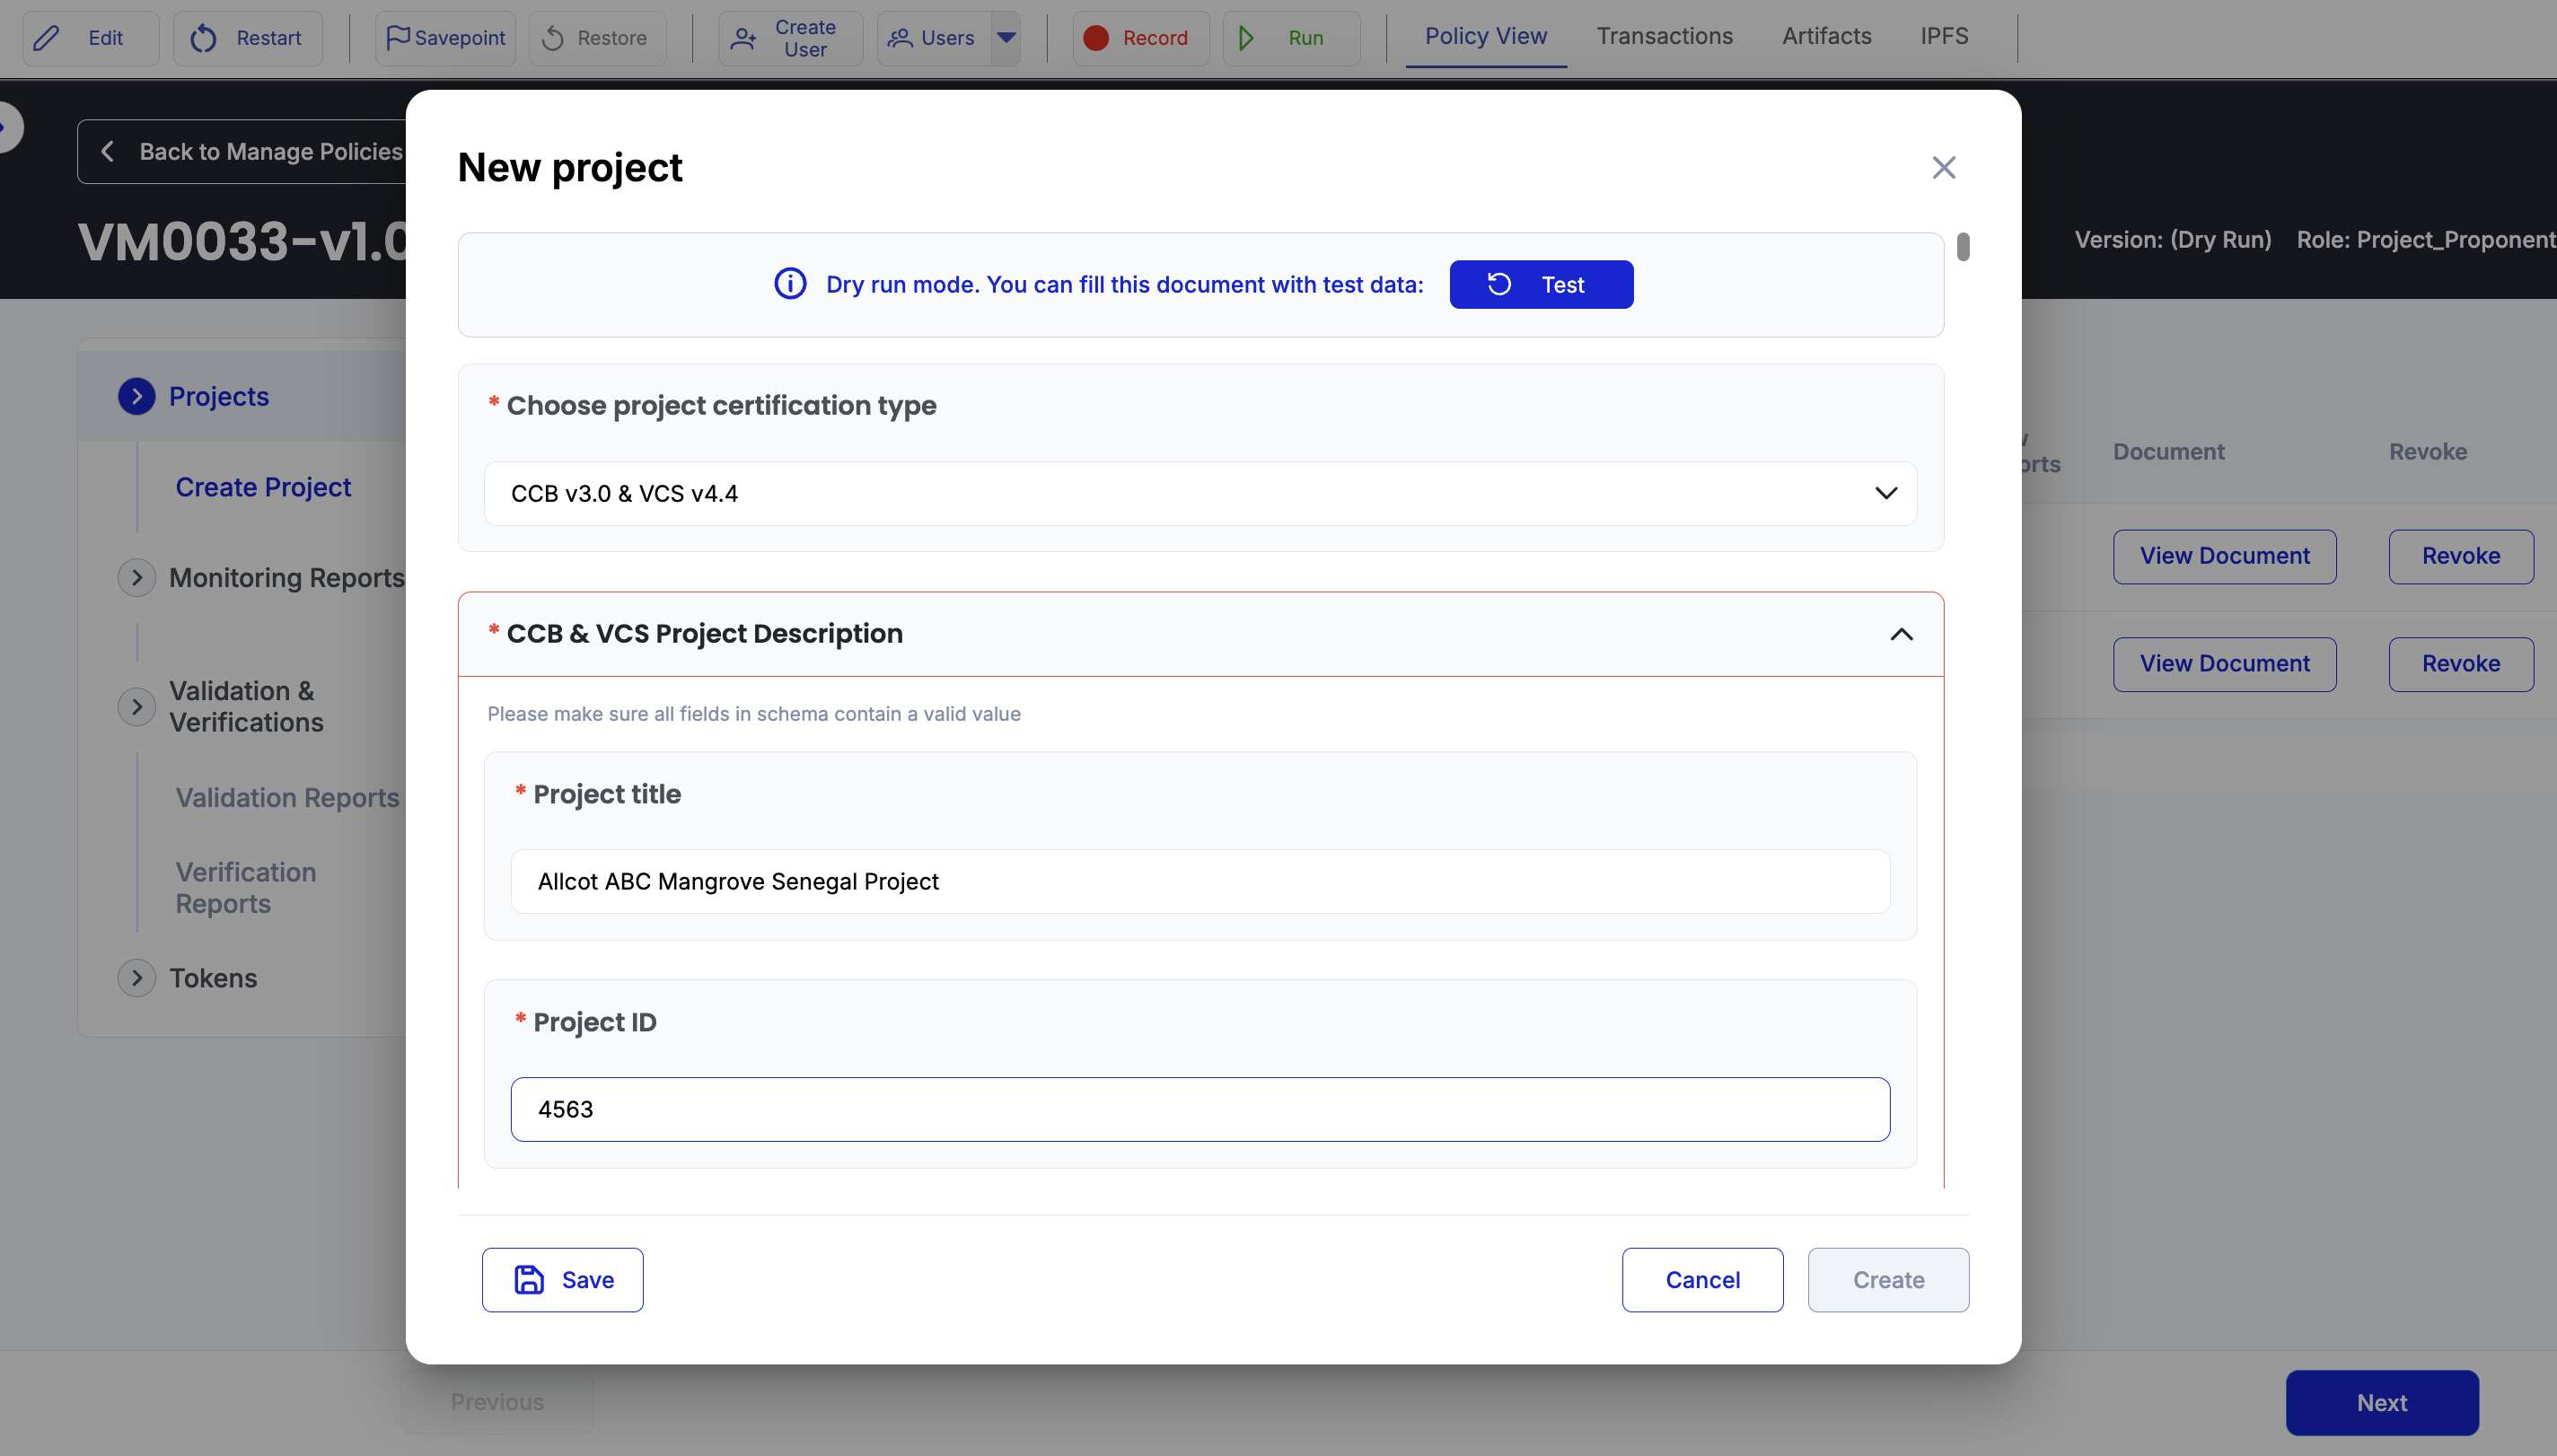 Edit
Restart
Savepoint
Restore
Create
User
Users
Record
Run
Policy View
Transactions
Artifacts
IPFS
Back to Manage Policies
VM0033-v1.0
Version: (Dry Run)
Role: Project_Proponent
Projects
Create Project
Monitoring Reports
Validation &
Verifications
Validation Reports
Verification
Reports
Tokens
New project
Dry run mode. You can fill this document with test data:
Test
* Choose project certification type
CCB v3.0 & VCS v4.4
* CCB & VCS Project Description
Please make sure all fields in schema contain a valid value
* Project title
Allcot ABC Mangrove Senegal Project
* Project ID
4563
Save
Cancel
Create
Document
Revoke
View Document
Revoke
View Document
Revoke
Previous
Next